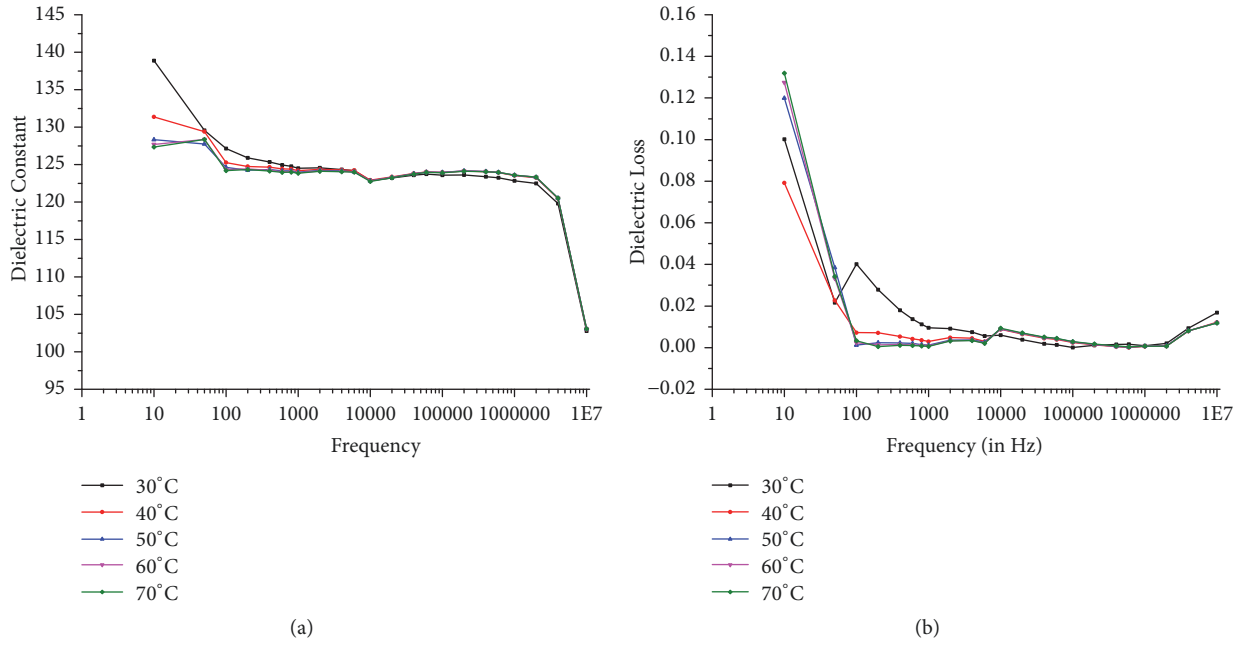 145
140
135
130
125
120
115
110
105
100
95
Dielectric Constant
1 10 100 1000 10000 100000 1000000 1E7
Frequency
30°C
40°C
50°C
60°C
70°C
(a)
0.16
0.14
0.12
0.10
0.08
0.06
0.04
0.02
0.00
−0.02
Dielectric Loss
1 10 100 1000 10000 100000 1000000 1E7
Frequency (in Hz)
30°C
40°C
50°C
60°C
70°C
(b)